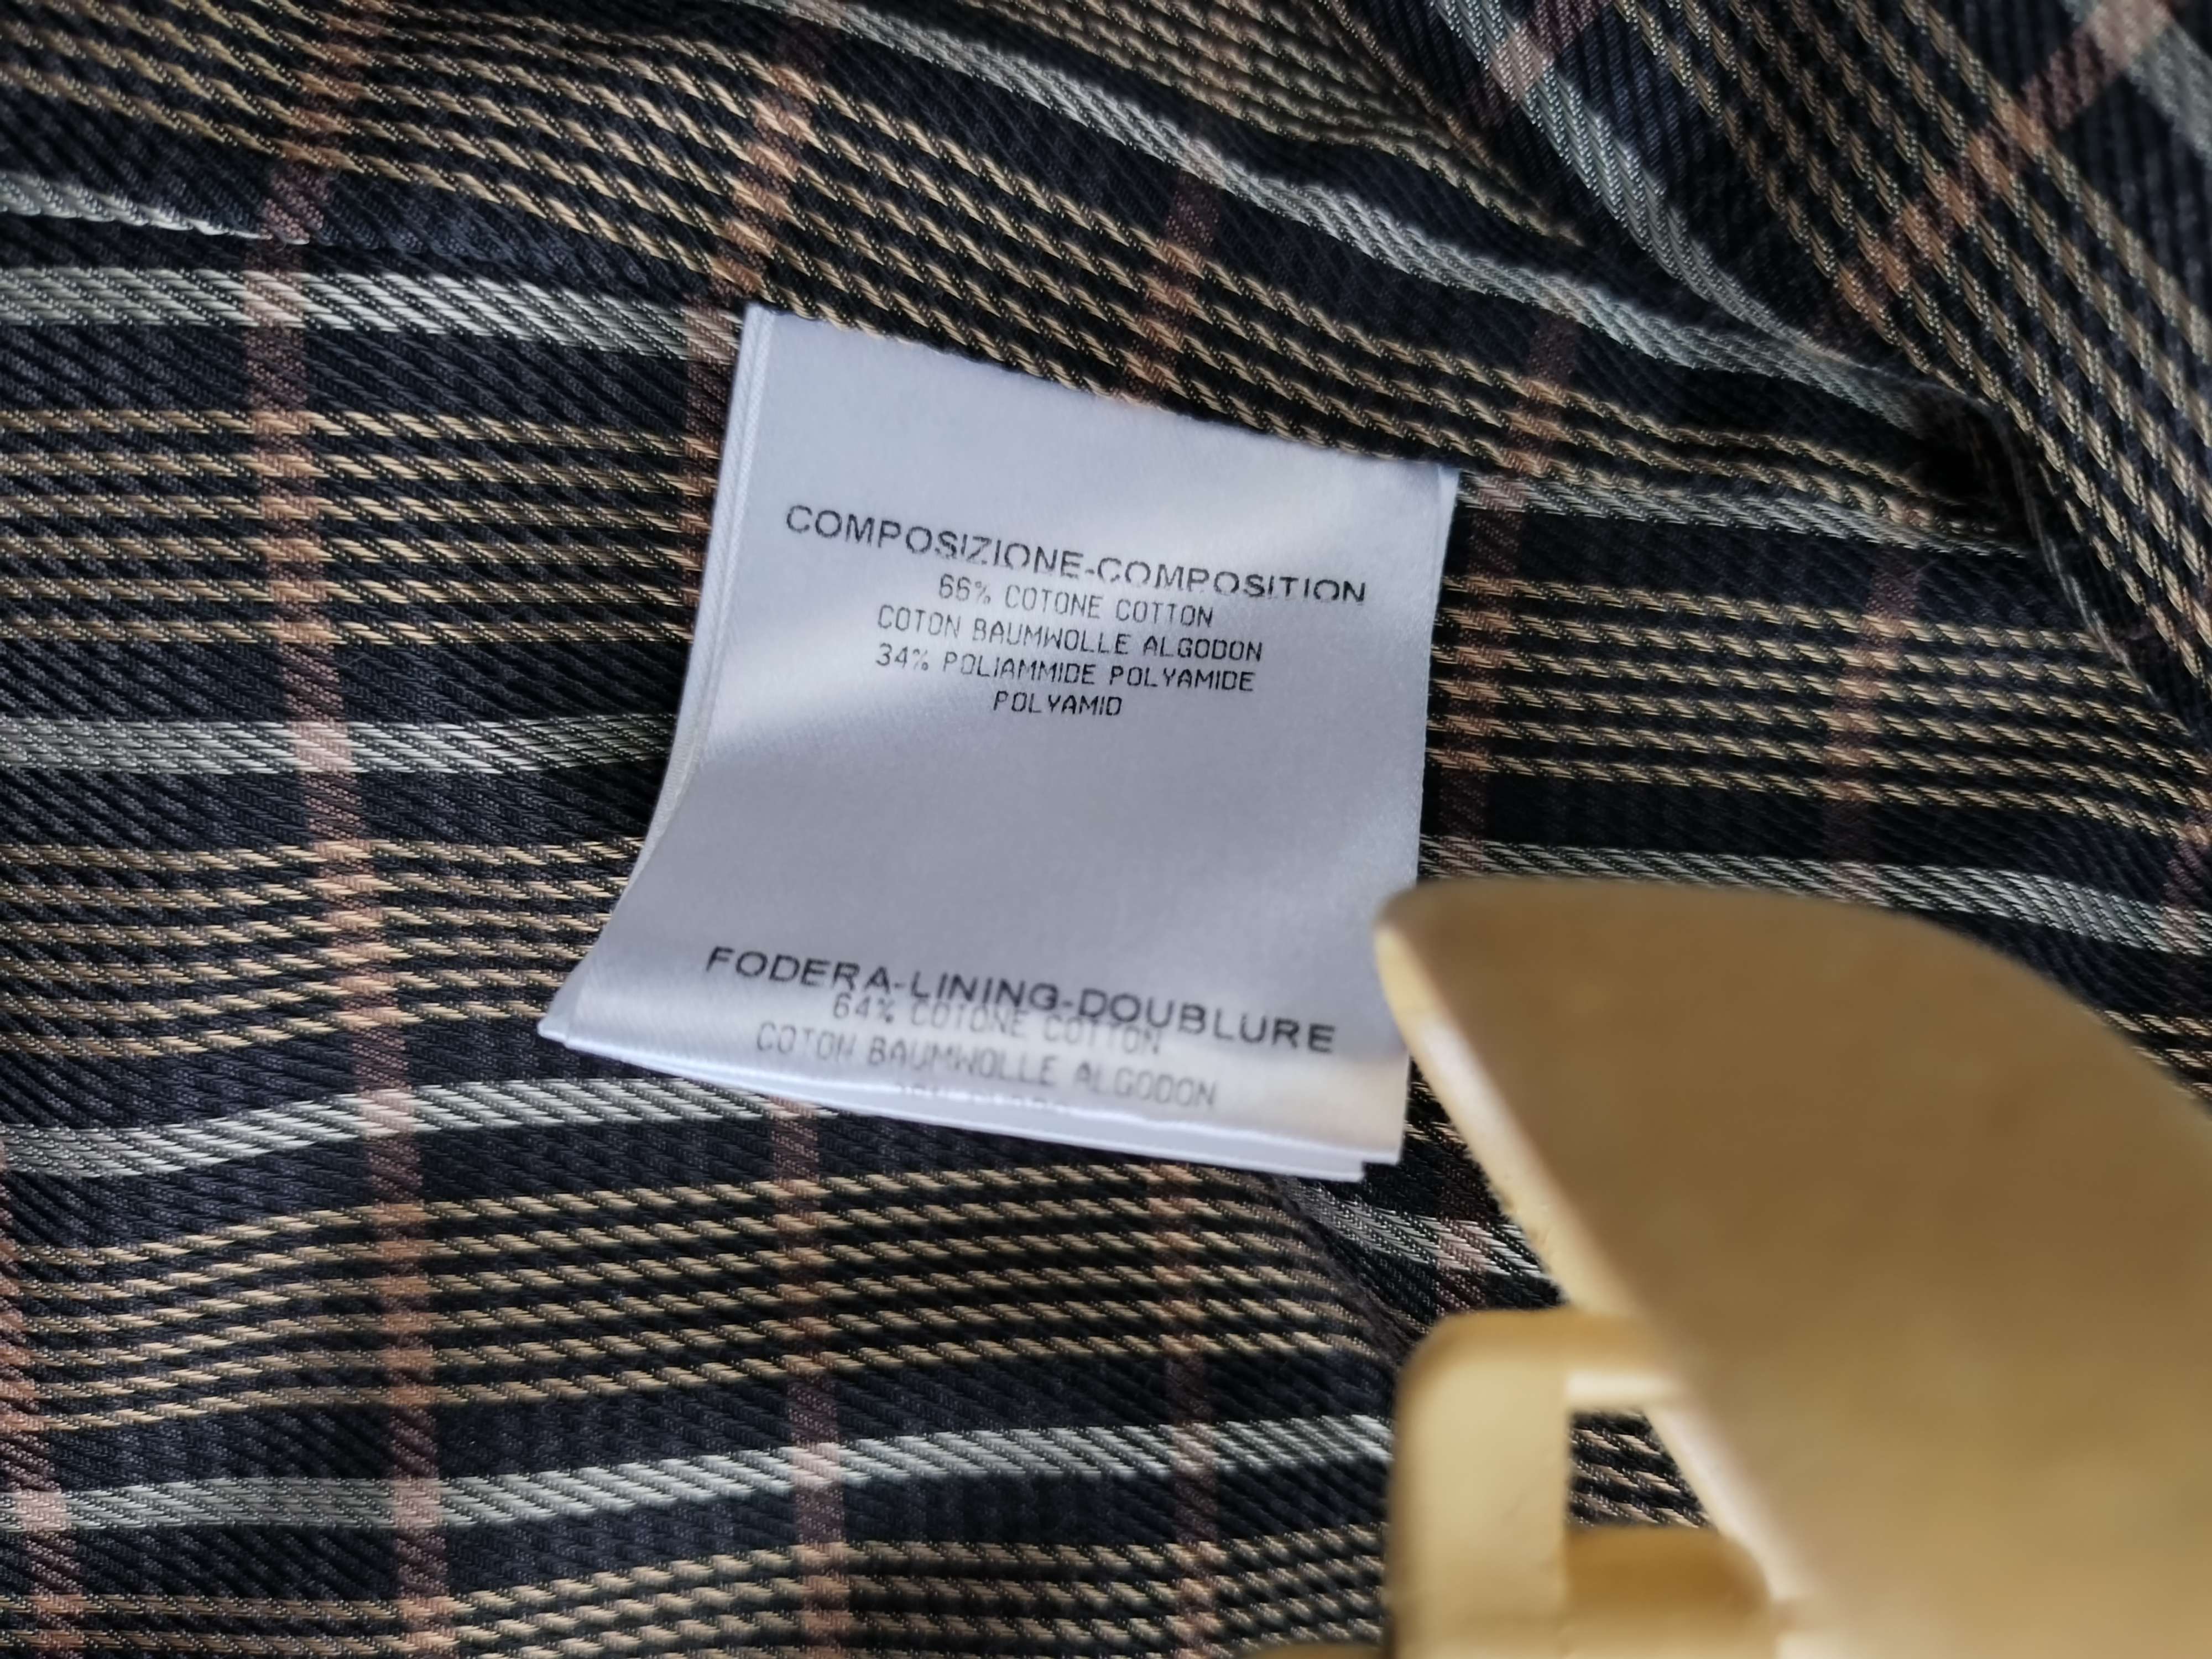 COMPOSIZIONE-COMPOSITION
66% COTONE COTTON
COTON BAUMWOLLE ALGODON
34% POLIAMMIDE POLYAMIDE
POLYAMID
FODERA-LINING-DOUBLURE
64% COTONE COTTON
COTON BAUMWOLLE ALGODON